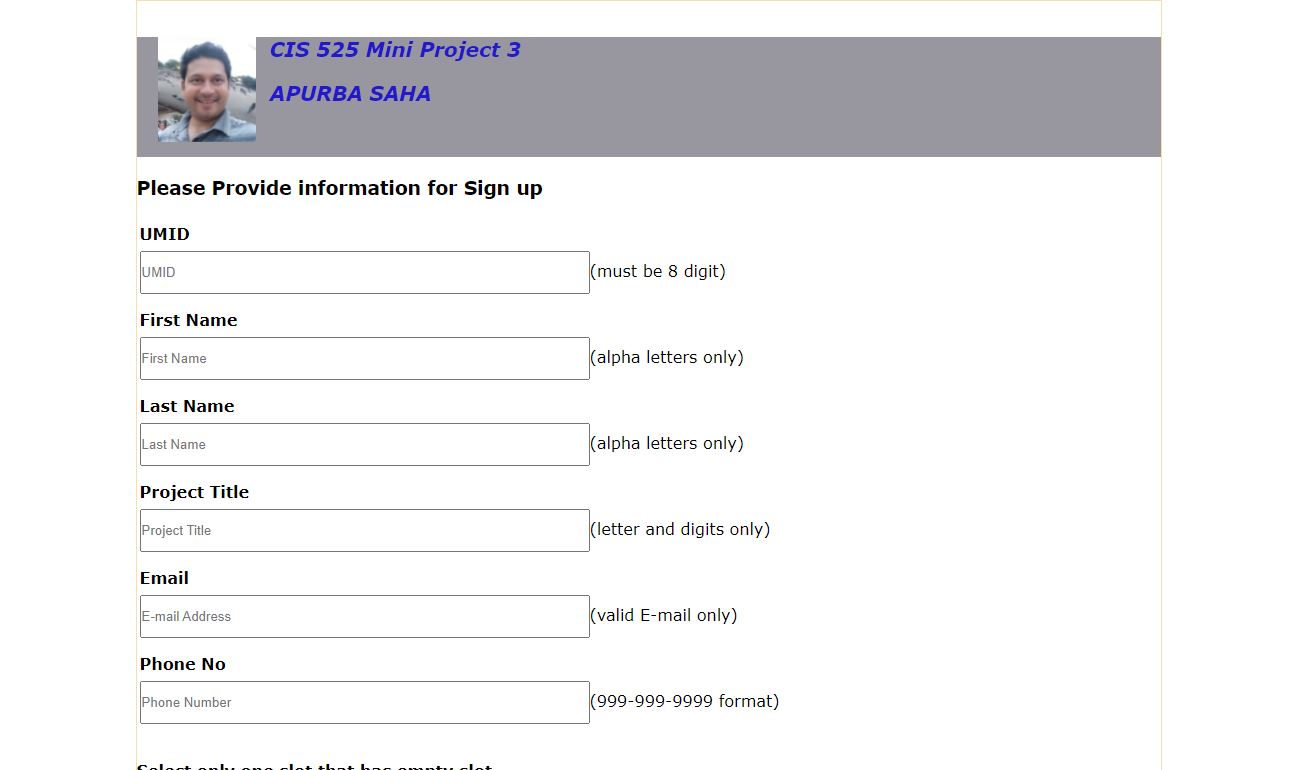 CIS 525 Mini Project 3
APURBA SAHA
Please Provide information for Sign up
UMID
UMID (must be 8 digit)
First Name
First Name (alpha letters only)
Last Name
Last Name (alpha letters only)
Project Title
Project Title (letter and digits only)
Email
E-mail Address (valid E-mail only)
Phone No
Phone Number (999-999-9999 format)
Select only one slot that has empty slot